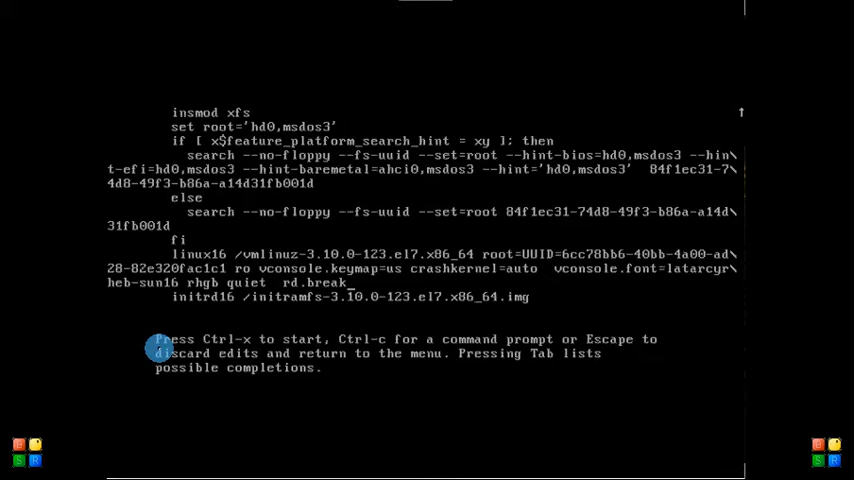 insmod xfs
set root='hd0,msdos3'
if [ x$feature_platform_search_hint = xy ]; then
search --no-floppy --fs-uuid --set=root --hint-bios=hd0,msdos3 --hin\
t-efi=hd0,msdos3 --hint-baremetal=ahci0,msdos3 --hint='hd0,msdos3'  84f1ec31-7\
4d8-49f3-b86a-a14d31fb001d
else
search --no-floppy --fs-uuid --set=root 84f1ec31-74d8-49f3-b86a-a14d\
31fb001d
fi
linux16 /vmlinuz-3.10.0-123.el7.x86_64 root=UUID=6cc78bb6-40bb-4a00-ad\
28-82e320fac1c1 ro vconsole.keymap=us crashkernel=auto  vconsole.font=latarcyr\
heb-sun16 rhgb quiet  rd.break_
initrd16 /initramfs-3.10.0-123.el7.x86_64.img
Press Ctrl-x to start, Ctrl-c for a command prompt or Escape to
discard edits and return to the menu. Pressing Tab lists
possible completions.
e
S R
e
S R